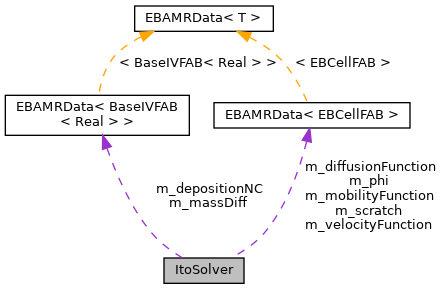 EBAMRData< T >
< BaseIVFAB< Real > >
< EBCellFAB >
EBAMRData< BaseIVFAB
< Real > >
EBAMRData< EBCellFAB >
m_depositionNC
m_massDiff
m_diffusionFunction
m_phi
m_mobilityFunction
m_scratch
m_velocityFunction
ItoSolver